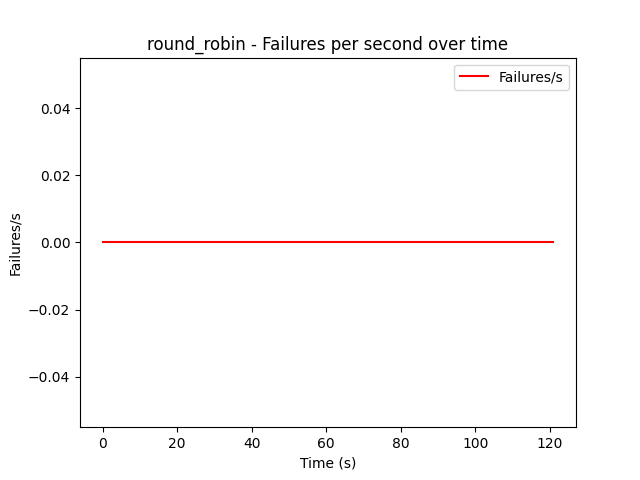 round_robin - Failures per second over time
Failures/s
0.04
0.02
0.00
−0.02
−0.04
Failures/s
0 20 40 60 80 100 120
Time (s)